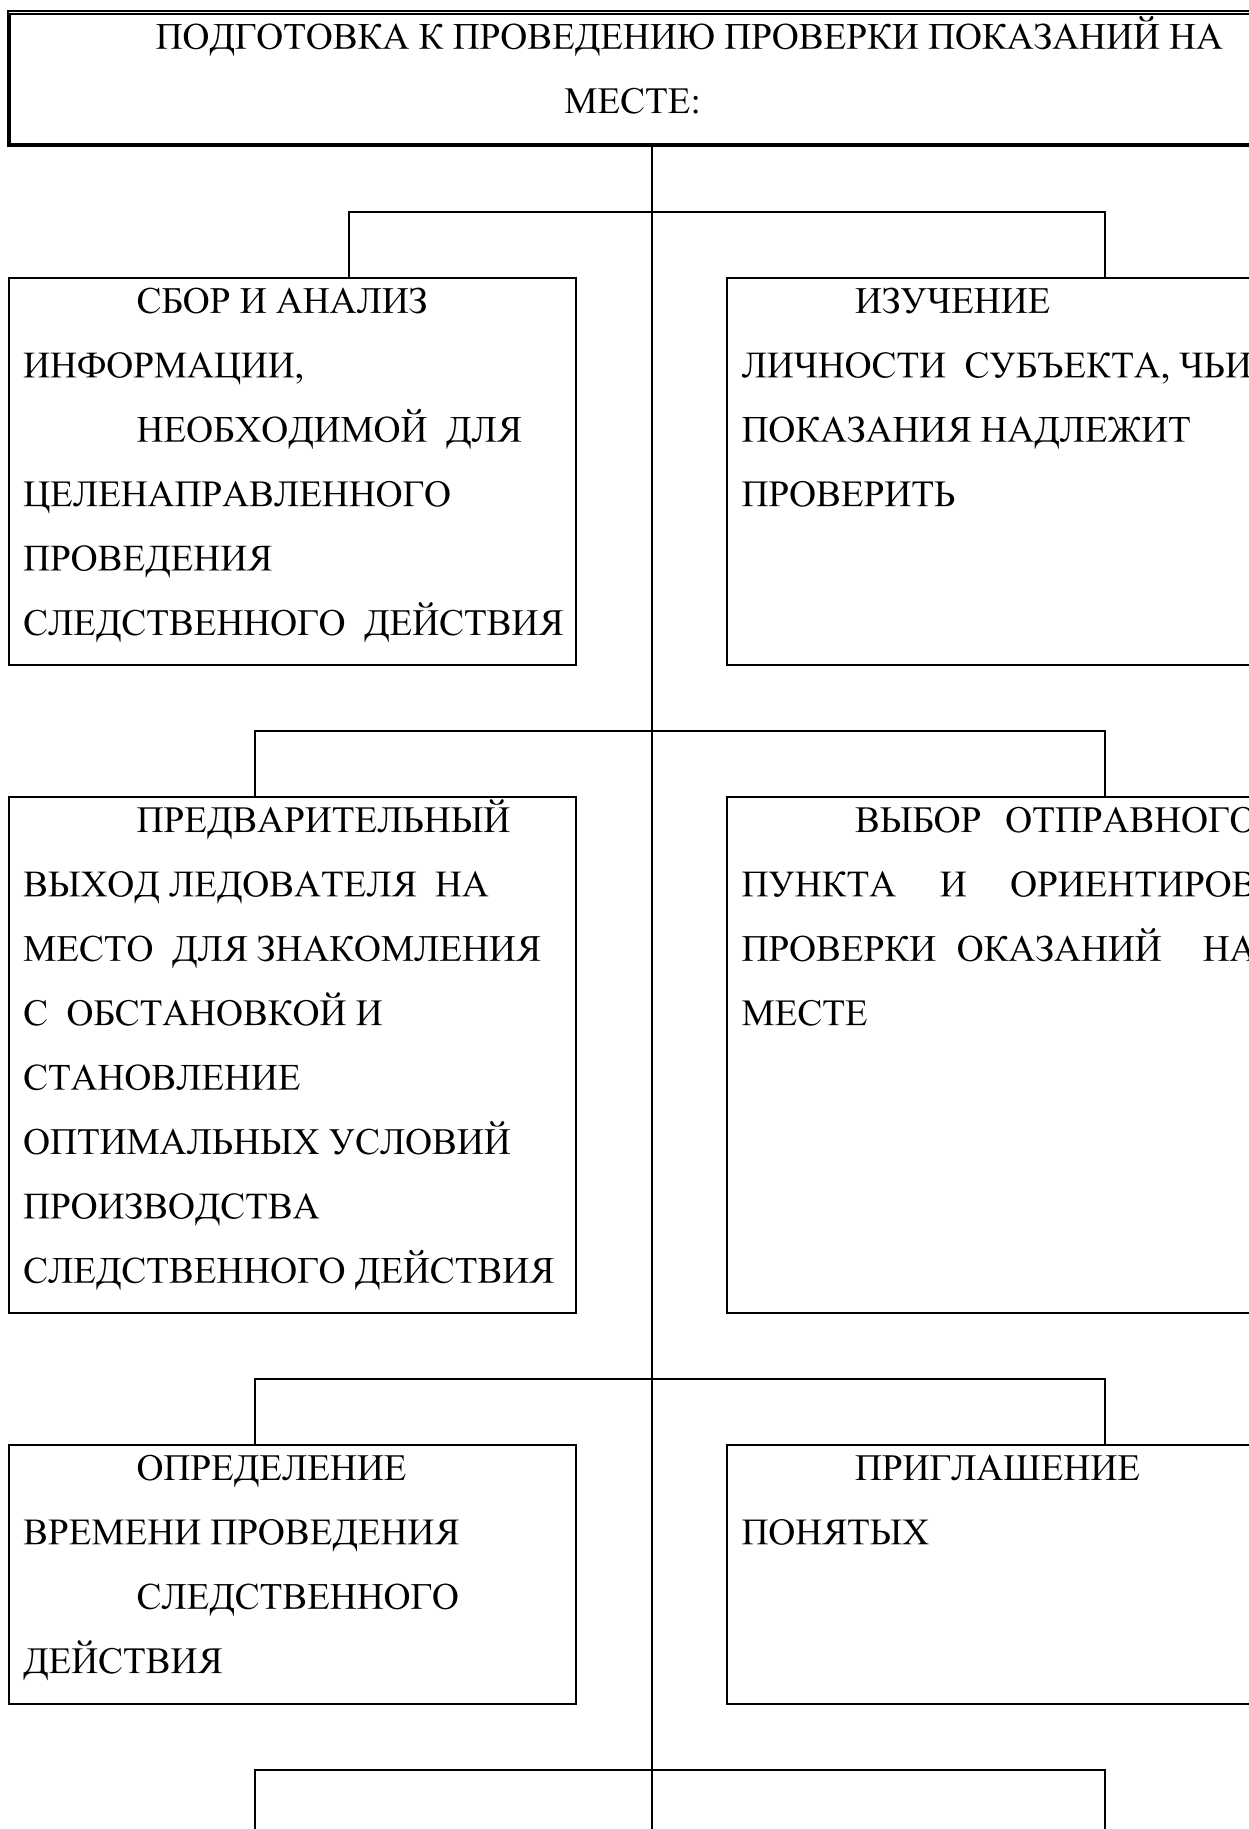 ПОДГОТОВКА К ПРОВЕДЕНИЮ ПРОВЕРКИ ПОКАЗАНИЙ НА
МЕСТЕ:
СБОР И АНАЛИЗ
ИНФОРМАЦИИ,
НЕОБХОДИМОЙ ДЛЯ
ЦЕЛЕНАПРАВЛЕННОГО
ПРОВЕДЕНИЯ
СЛЕДСТВЕННОГО ДЕЙСТВИЯ
ИЗУЧЕНИЕ
ЛИЧНОСТИ СУБЪЕКТА, ЧЬИ
ПОКАЗАНИЯ НАДЛЕЖИТ
ПРОВЕРИТЬ
ПРЕДВАРИТЕЛЬНЫЙ
ВЫХОД ЛЕДОВАТЕЛЯ НА
МЕСТО ДЛЯ ЗНАКОМЛЕНИЯ
С ОБСТАНОВКОЙ И
СТАНОВЛЕНИЕ
ОПТИМАЛЬНЫХ УСЛОВИЙ
ПРОИЗВОДСТВА
СЛЕДСТВЕННОГО ДЕЙСТВИЯ
ВЫБОР ОТПРАВНОГО
ПУНКТА И ОРИЕНТИРОВ
ПРОВЕРКИ ОКАЗАНИЙ НА
МЕСТЕ
ОПРЕДЕЛЕНИЕ
ВРЕМЕНИ ПРОВЕДЕНИЯ
СЛЕДСТВЕННОГО
ДЕЙСТВИЯ
ПРИГЛАШЕНИЕ
ПОНЯТЫХ